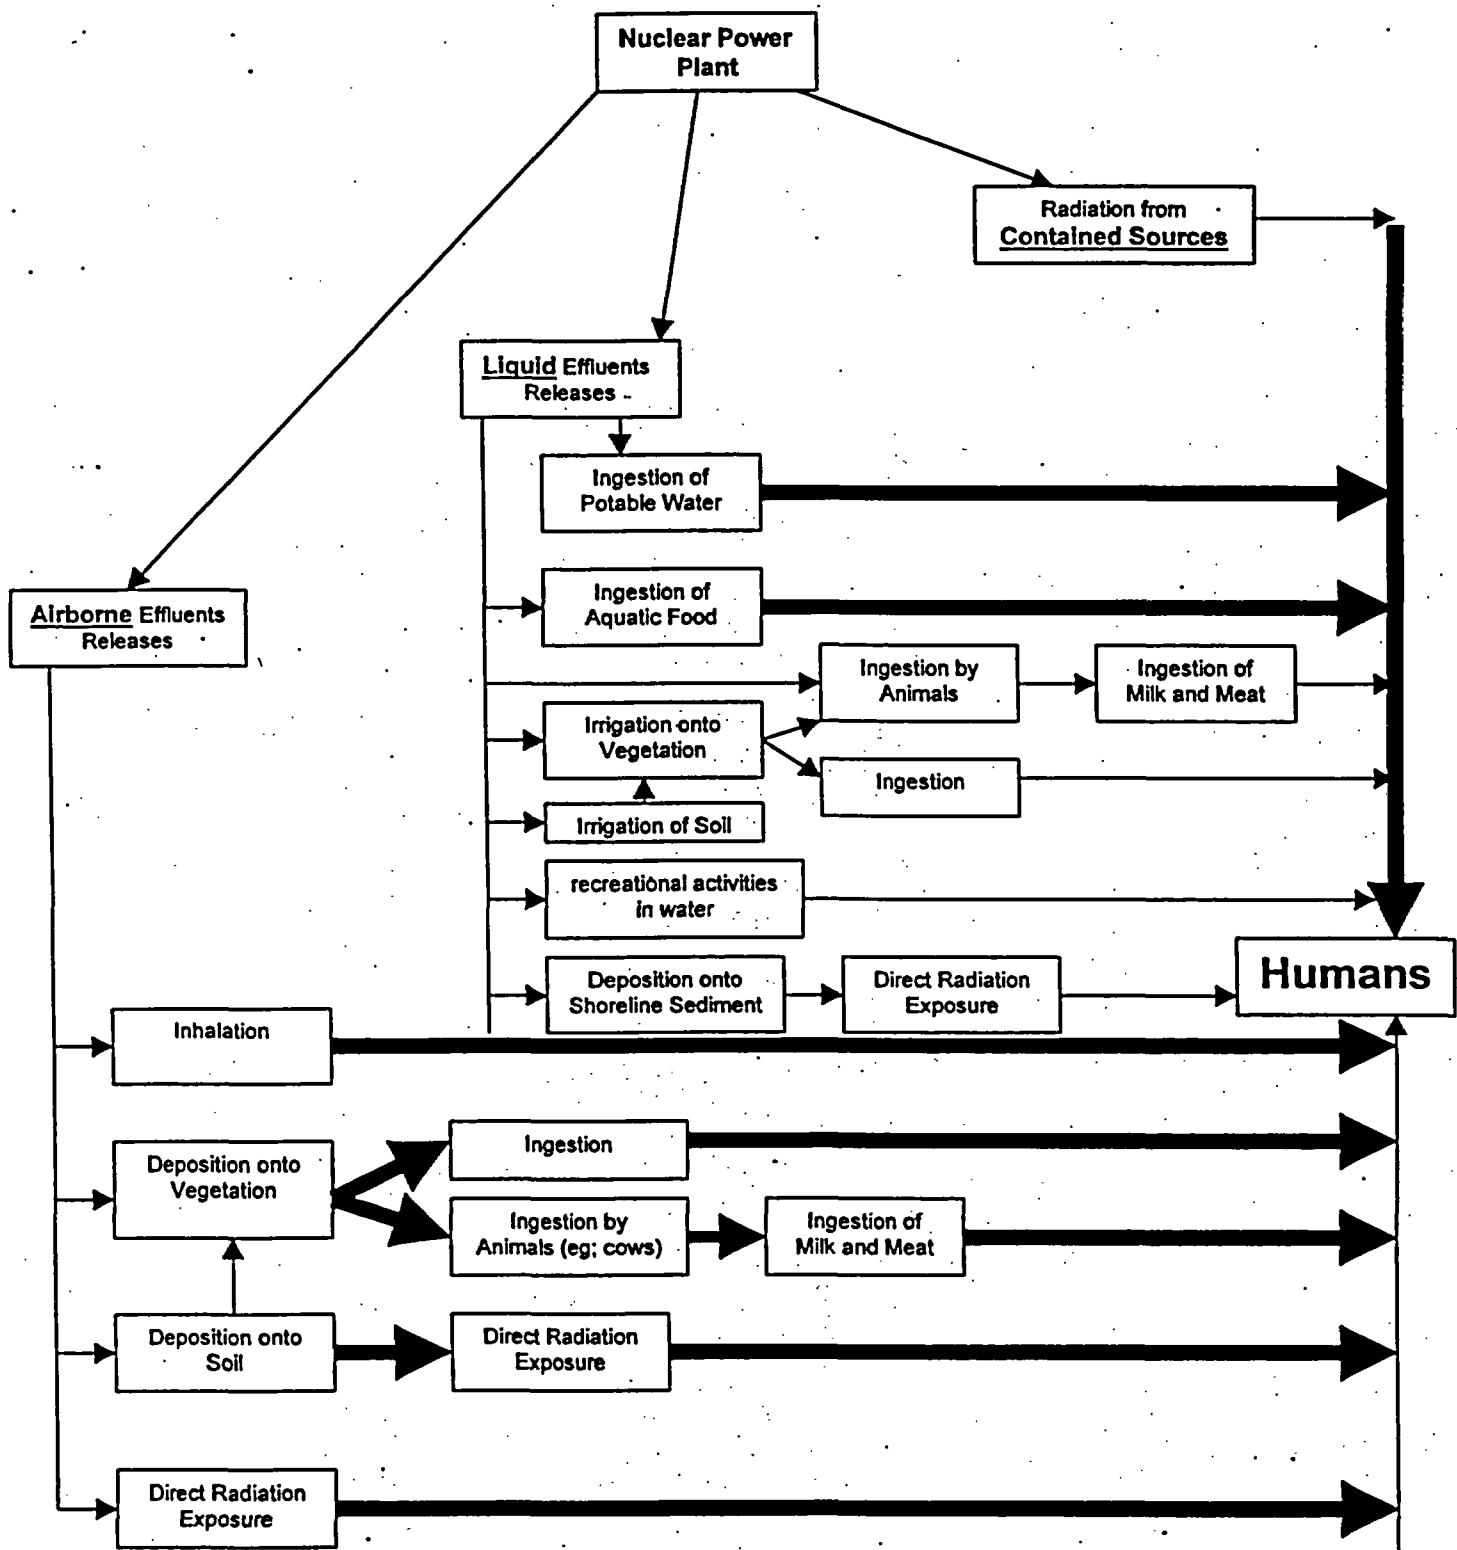 Nuclear Power
Plant
Radiation from
Contained Sources
Liquid Effluents
Releases
Ingestion of
Potable Water
Airborne Effluents
Releases
Ingestion of
Aquatic Food
Ingestion by
Animals
Ingestion of
Milk and Meat
Irrigation onto
Vegetation
Ingestion
Irrigation of Soil
recreational activities
in water
Humans
Deposition onto
Shoreline Sediment
Direct Radiation
Exposure
Inhalation
Deposition onto
Vegetation
Ingestion
Ingestion by
Animals (eg; cows)
Ingestion of
Milk and Meat
Deposition onto
Soil
Direct Radiation
Exposure
Direct Radiation
Exposure